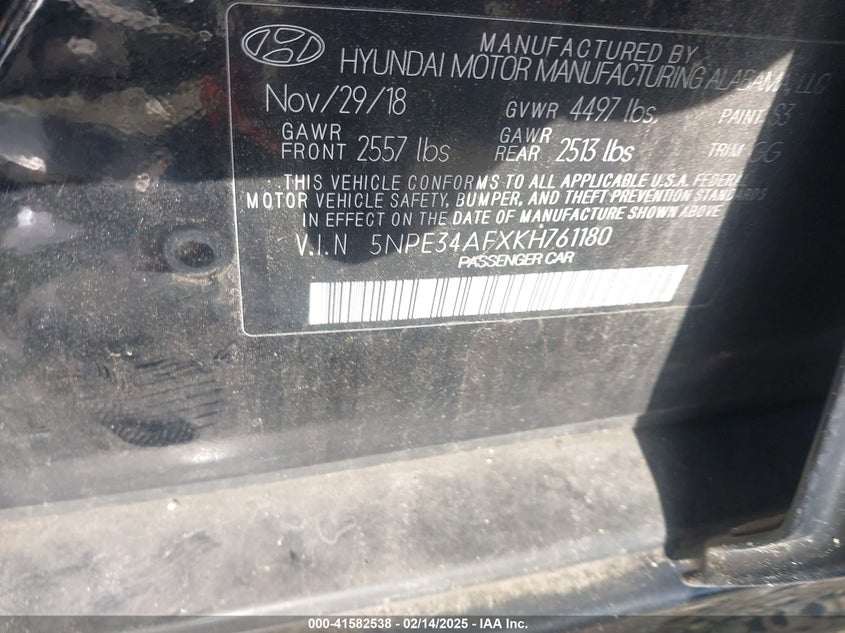 MANUFACTURED BY
HYUNDAI MOTOR MANUFACTURING ALABAMA, LLC
Nov/29/18 GVWR 4497 lbs. PAINT S3
GAWR FRONT 2557 lbs GAWR REAR 2513 lbs TRIM GG
THIS VEHICLE CONFORMS TO ALL APPLICABLE U.S.A. FEDERAL
MOTOR VEHICLE SAFETY, BUMPER, AND THEFT PREVENTION STANDARDS
IN EFFECT ON THE DATE OF MANUFACTURE SHOWN ABOVE
V.I.N 5NPE34AFXKH761180
PASSENGER CAR
000-41582538 - 02/14/2025 - IAA Inc.